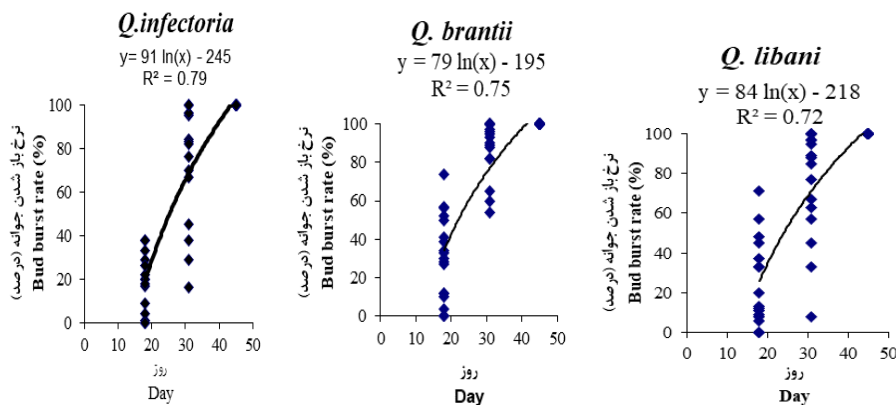 Q.infectoria
y= 91 ln(x) - 245
R² = 0.79
نرخ باز شدن جوانه (درصد)
Bud burst rate (%)
100
80
60
40
20
0
0 10 20 30 40 50
روز
Day
Q. brantii
y = 79 ln(x) - 195
R² = 0.75
نرخ باز شدن جوانه (درصد)
Bud burst rate (%)
100
80
60
40
20
0
0 10 20 30 40 50
روز
Day
Q. libani
y = 84 ln(x) - 218
R² = 0.72
نرخ باز شدن جوانه (درصد)
Bud burst rate (%)
100
80
60
40
20
0
0 10 20 30 40 50
روز
Day